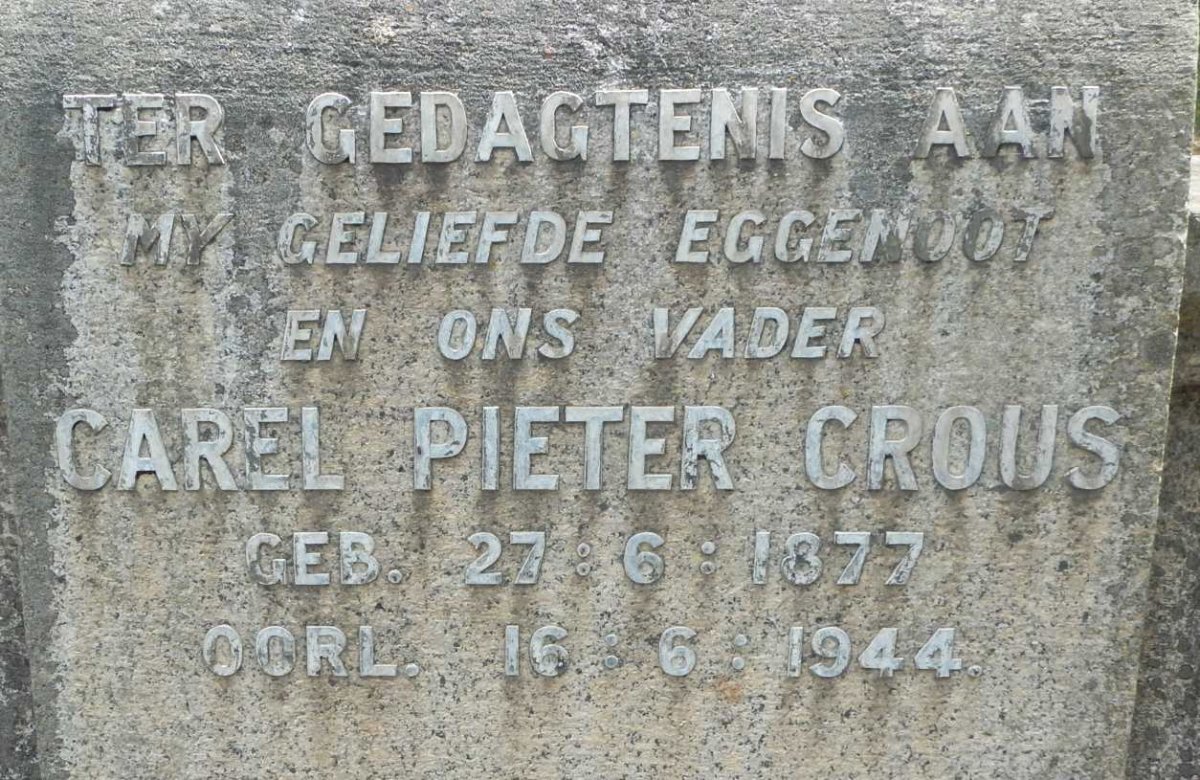 TER GEDAGTENIS AAN
MY GELIEFDE EGGENOOT
EN ONS VADER
CAREL PIETER CROUS
GEB. 27:6:1877
OORL. 16:6:1944.